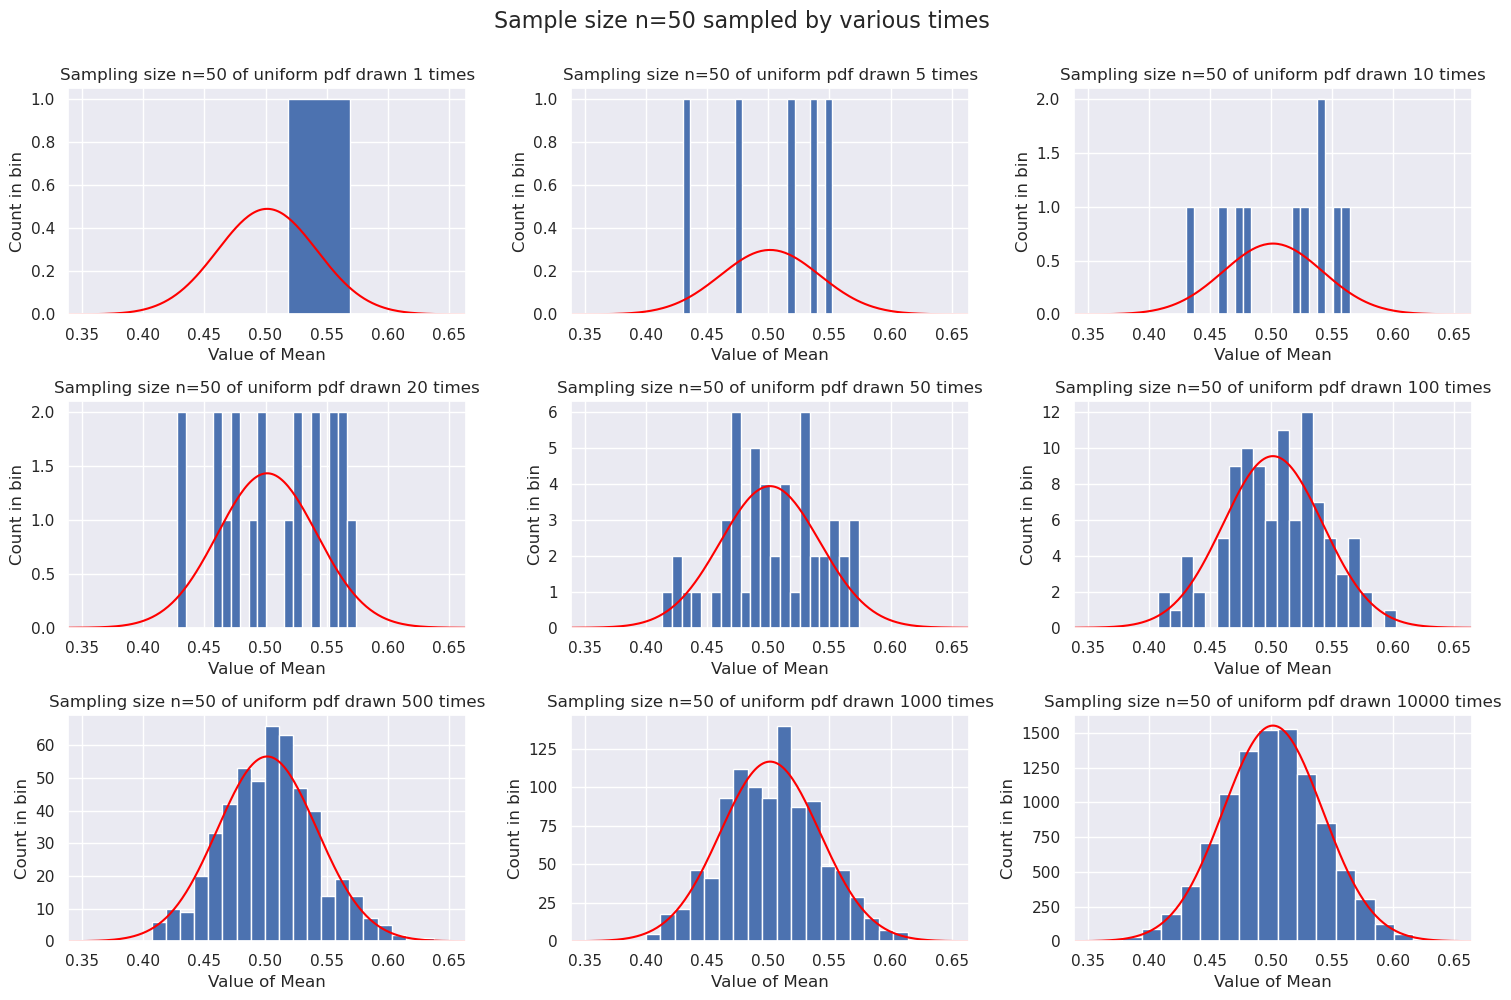 Sample size n=50 sampled by various times
Sampling size n=50 of uniform pdf drawn 1 times
1.0
0.8
0.6
0.4
0.2
0.0
Count in bin
0.35 0.40 0.45 0.50 0.55 0.60 0.65
Value of Mean
Sampling size n=50 of uniform pdf drawn 5 times
1.0
0.8
0.6
0.4
0.2
0.0
Count in bin
0.35 0.40 0.45 0.50 0.55 0.60 0.65
Value of Mean
Sampling size n=50 of uniform pdf drawn 10 times
2.0
1.5
1.0
0.5
0.0
Count in bin
0.35 0.40 0.45 0.50 0.55 0.60 0.65
Value of Mean
Sampling size n=50 of uniform pdf drawn 20 times
2.0
1.5
1.0
0.5
0.0
Count in bin
0.35 0.40 0.45 0.50 0.55 0.60 0.65
Value of Mean
Sampling size n=50 of uniform pdf drawn 50 times
6
5
4
3
2
1
0
Count in bin
0.35 0.40 0.45 0.50 0.55 0.60 0.65
Value of Mean
Sampling size n=50 of uniform pdf drawn 100 times
12
10
8
6
4
2
0
Count in bin
0.35 0.40 0.45 0.50 0.55 0.60 0.65
Value of Mean
Sampling size n=50 of uniform pdf drawn 500 times
60
50
40
30
20
10
0
Count in bin
0.35 0.40 0.45 0.50 0.55 0.60 0.65
Value of Mean
Sampling size n=50 of uniform pdf drawn 1000 times
125
100
75
50
25
0
Count in bin
0.35 0.40 0.45 0.50 0.55 0.60 0.65
Value of Mean
Sampling size n=50 of uniform pdf drawn 10000 times
1500
1250
1000
750
500
250
0
Count in bin
0.35 0.40 0.45 0.50 0.55 0.60 0.65
Value of Mean